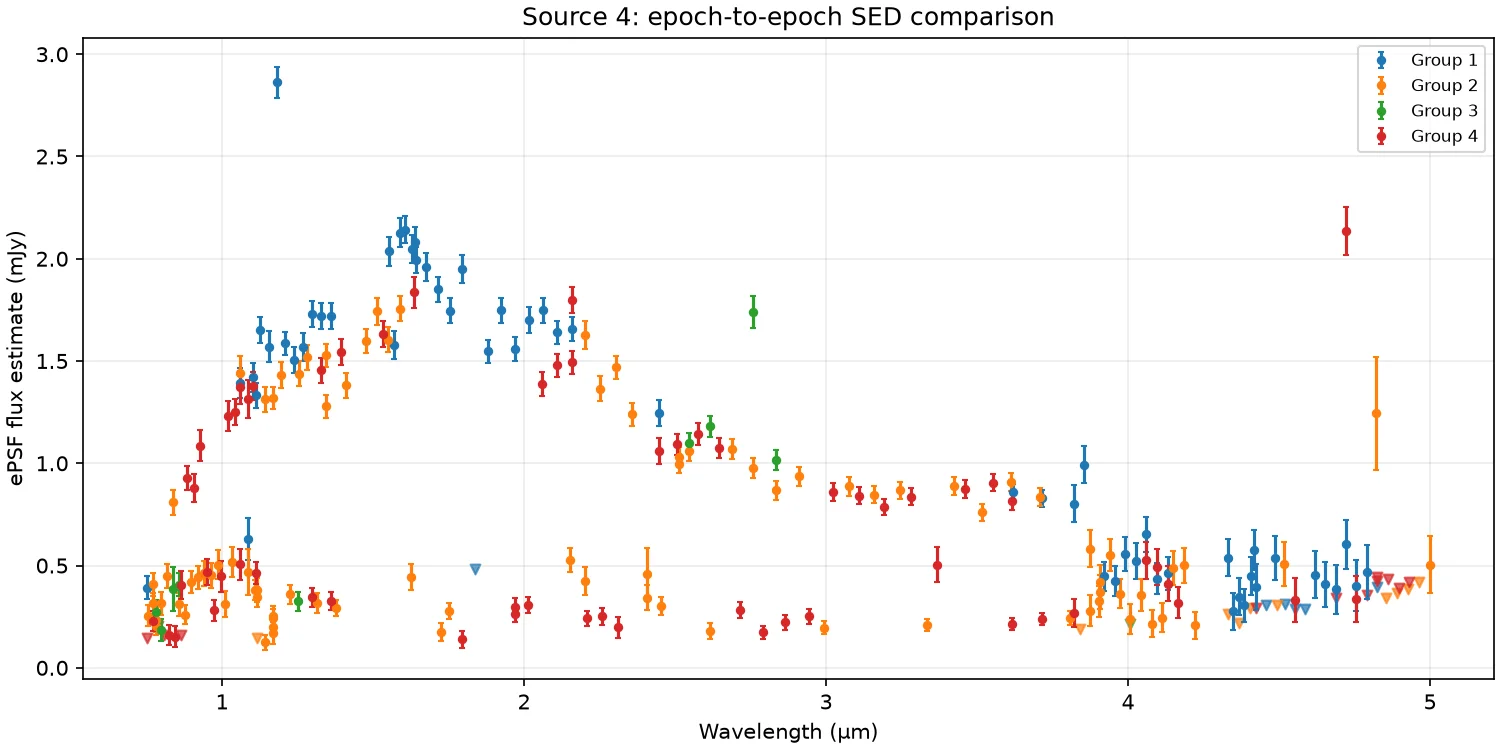 Source 4: epoch-to-epoch SED comparison
ePSF flux estimate (mJy)
3.0
2.5
2.0
1.5
1.0
0.5
0.0
Group 1
Group 2
Group 3
Group 4
1 2 3 4 5
Wavelength (µm)